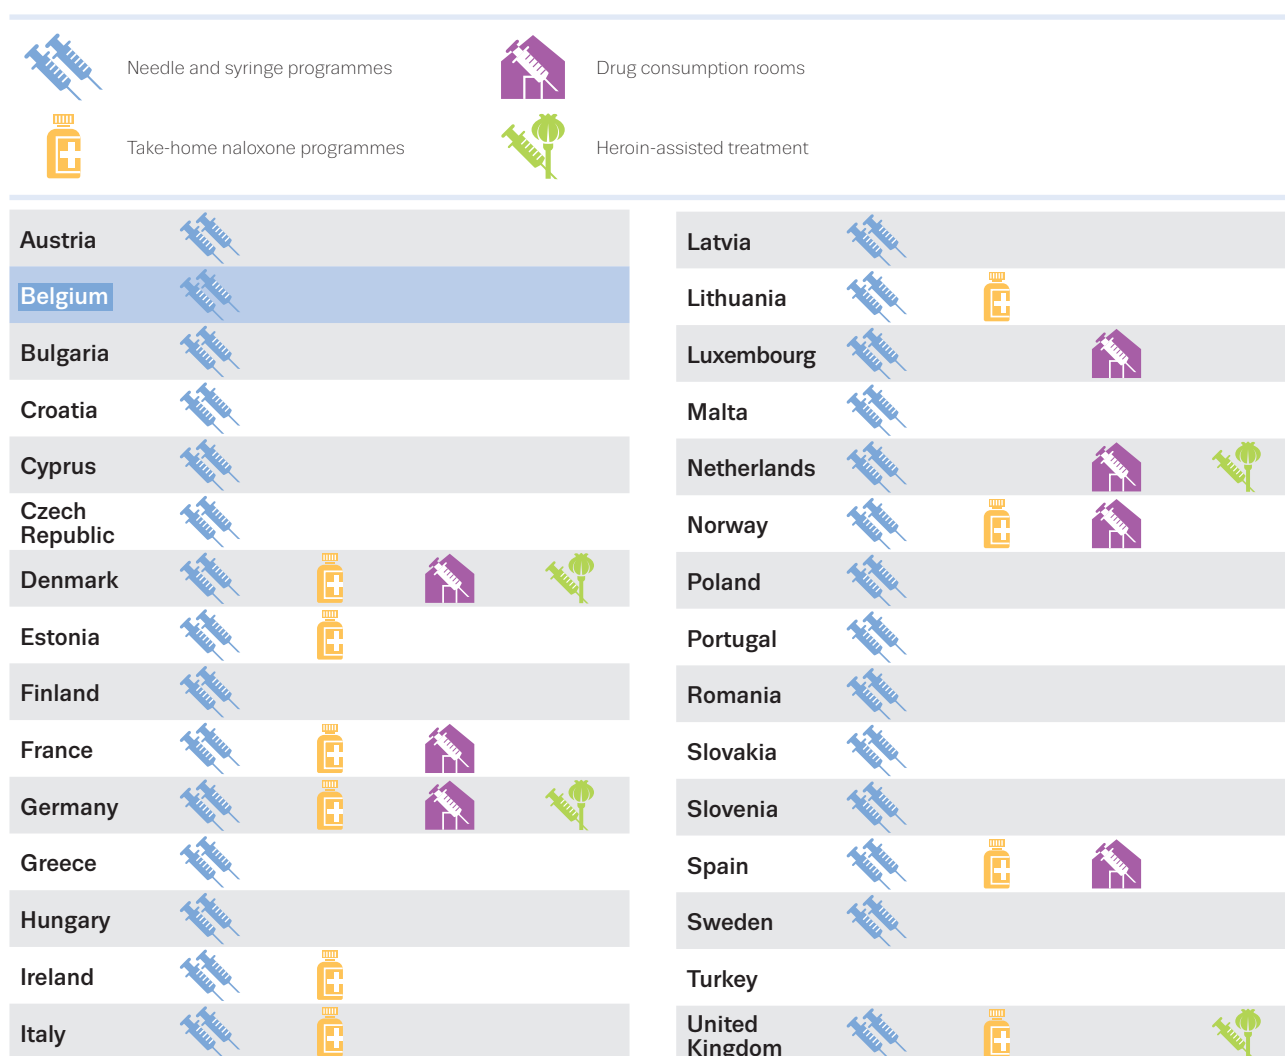 Needle and syringe programmes
Drug consumption rooms
Take-home naloxone programmes
Heroin-assisted treatment
Austria
Belgium
Bulgaria
Croatia
Cyprus
Czech
Republic
Denmark
Estonia
Finland
France
Germany
Greece
Hungary
Ireland
Italy
Latvia
Lithuania
Luxembourg
Malta
Netherlands
Norway
Poland
Portugal
Romania
Slovakia
Slovenia
Spain
Sweden
Turkey
United
Kingdom